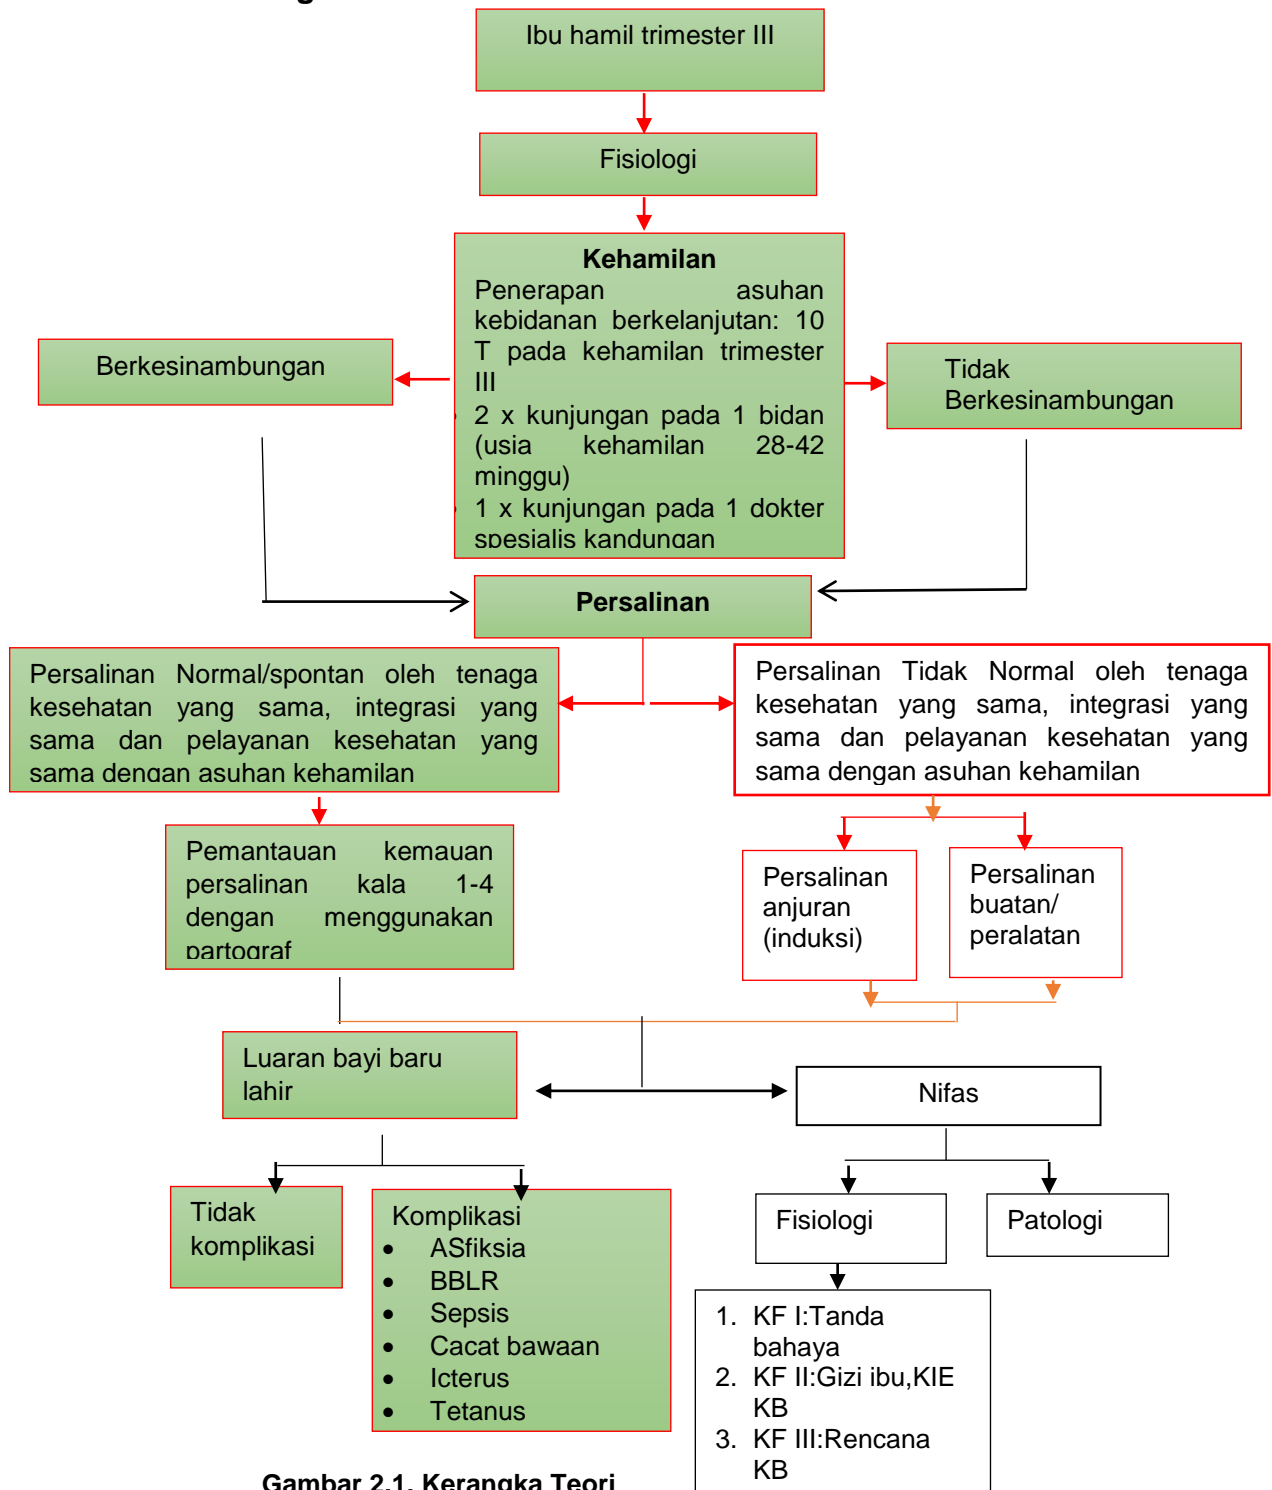 Ibu hamil trimester III
Fisiologi
Kehamilan
Penerapan asuhan
kebidanan berkelanjutan: 10
T pada kehamilan trimester
III
2 x kunjungan pada 1 bidan
(usia kehamilan 28-42
minggu)
1 x kunjungan pada 1 dokter
spesialis kandungan
Berkesinambungan
Tidak
Berkesinambungan
Persalinan
Persalinan Normal/spontan oleh tenaga
kesehatan yang sama, integrasi yang
sama dan pelayanan kesehatan yang
sama dengan asuhan kehamilan
Persalinan Tidak Normal oleh tenaga
kesehatan yang sama, integrasi yang
sama dan pelayanan kesehatan yang
sama dengan asuhan kehamilan
Pemantauan kemauan
persalinan kala 1-4
dengan menggunakan
partograf
Persalinan
anjuran
(induksi)
Persalinan
buatan/
peralatan
Luaran bayi baru
lahir
Nifas
Tidak
komplikasi
Komplikasi
• ASfiksia
• BBLR
• Sepsis
• Cacat bawaan
• Icterus
• Tetanus
Fisiologi
Patologi
1. KF I:Tanda
bahaya
2. KF II:Gizi ibu,KIE
KB
3. KF III:Rencana
KB
Gambar 2.1. Kerangka Teori